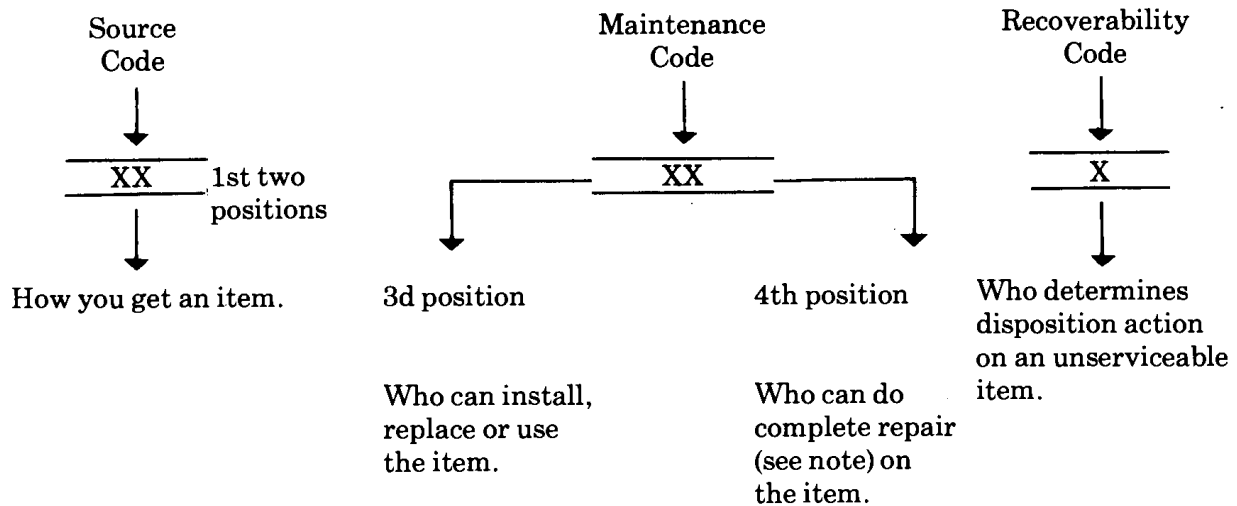 Source
Code
XX
1st two
positions
How you get an item.
Maintenance
Code
XX
3d position
Who can install,
replace or use
the item.
4th position
Who can do
complete repair
(see note) on
the item.
Recoverability
Code
X
Who determines
disposition action
on an unserviceable
item.